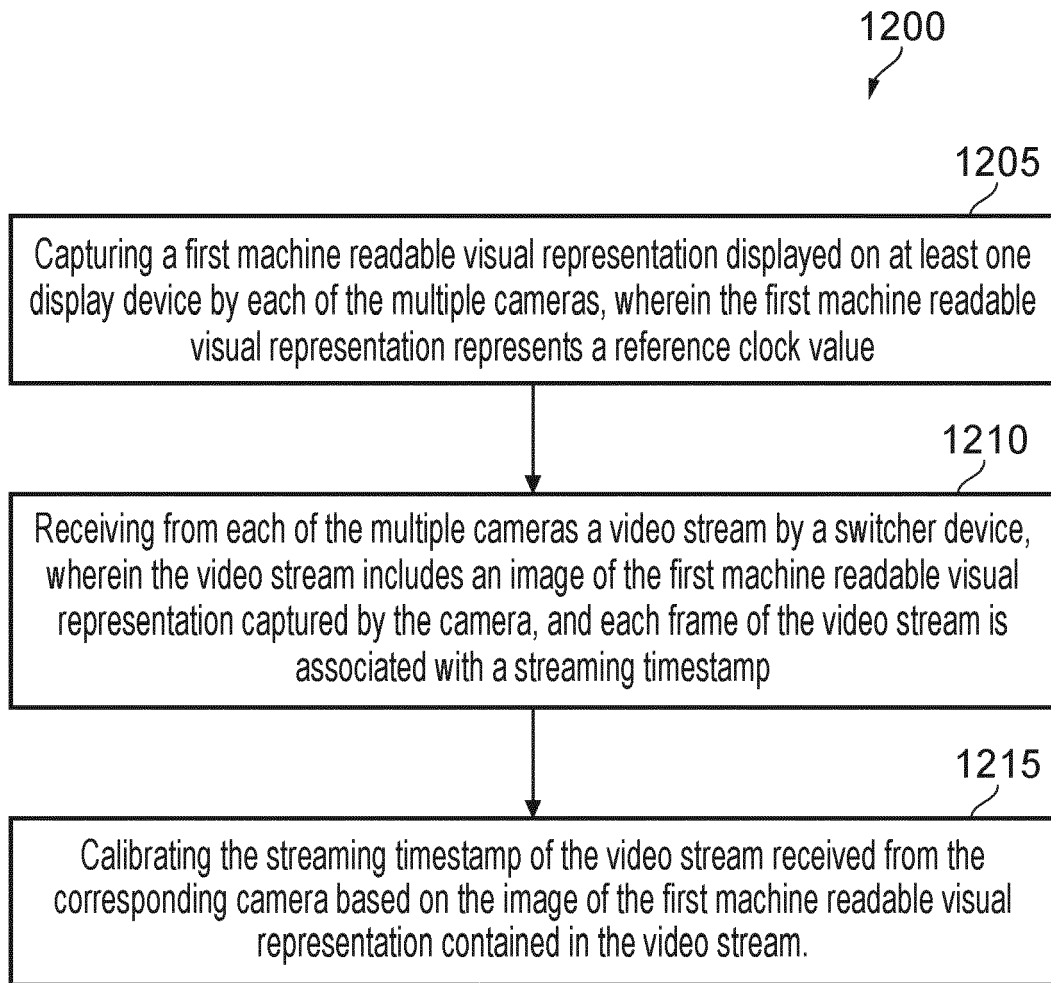 1200
1205
Capturing a first machine readable visual representation displayed on at least one
display device by each of the multiple cameras, wherein the first machine readable
visual representation represents a reference clock value
1210
Receiving from each of the multiple cameras a video stream by a switcher device,
wherein the video stream includes an image of the first machine readable visual
representation captured by the camera, and each frame of the video stream is
associated with a streaming timestamp
1215
Calibrating the streaming timestamp of the video stream received from the
corresponding camera based on the image of the first machine readable visual
representation contained in the video stream.